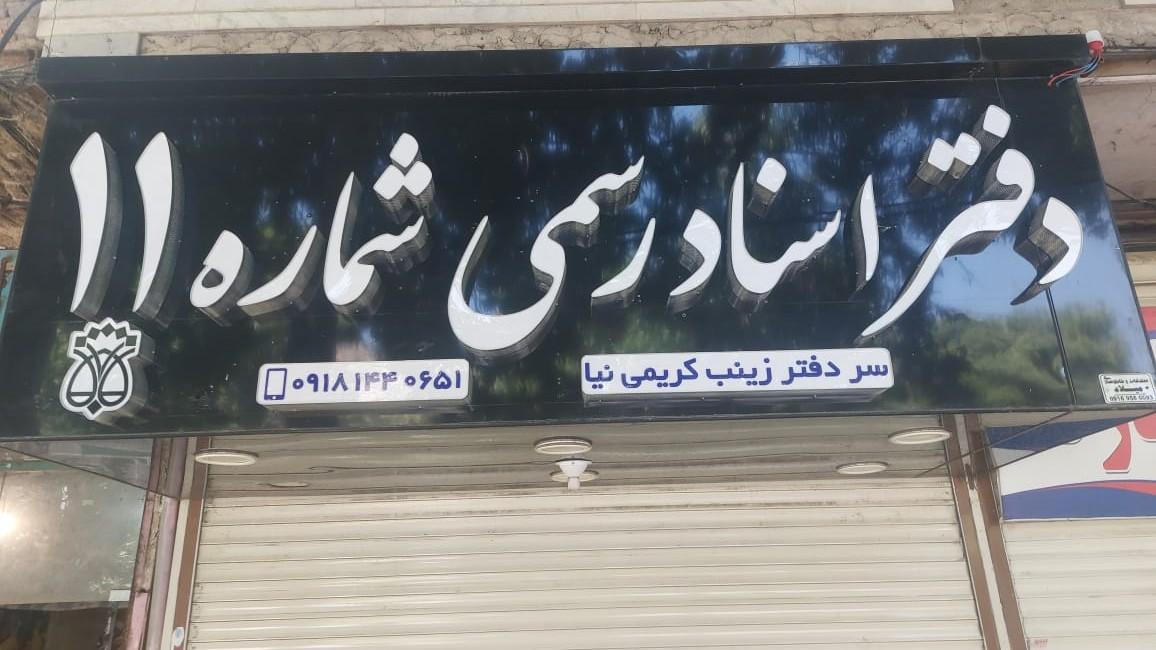 دفتر اسناد رسمی شماره ۱۱
سر دفتر زینب کریمی نیا
۰۹۱۸۱۴۴۰۶۵۱